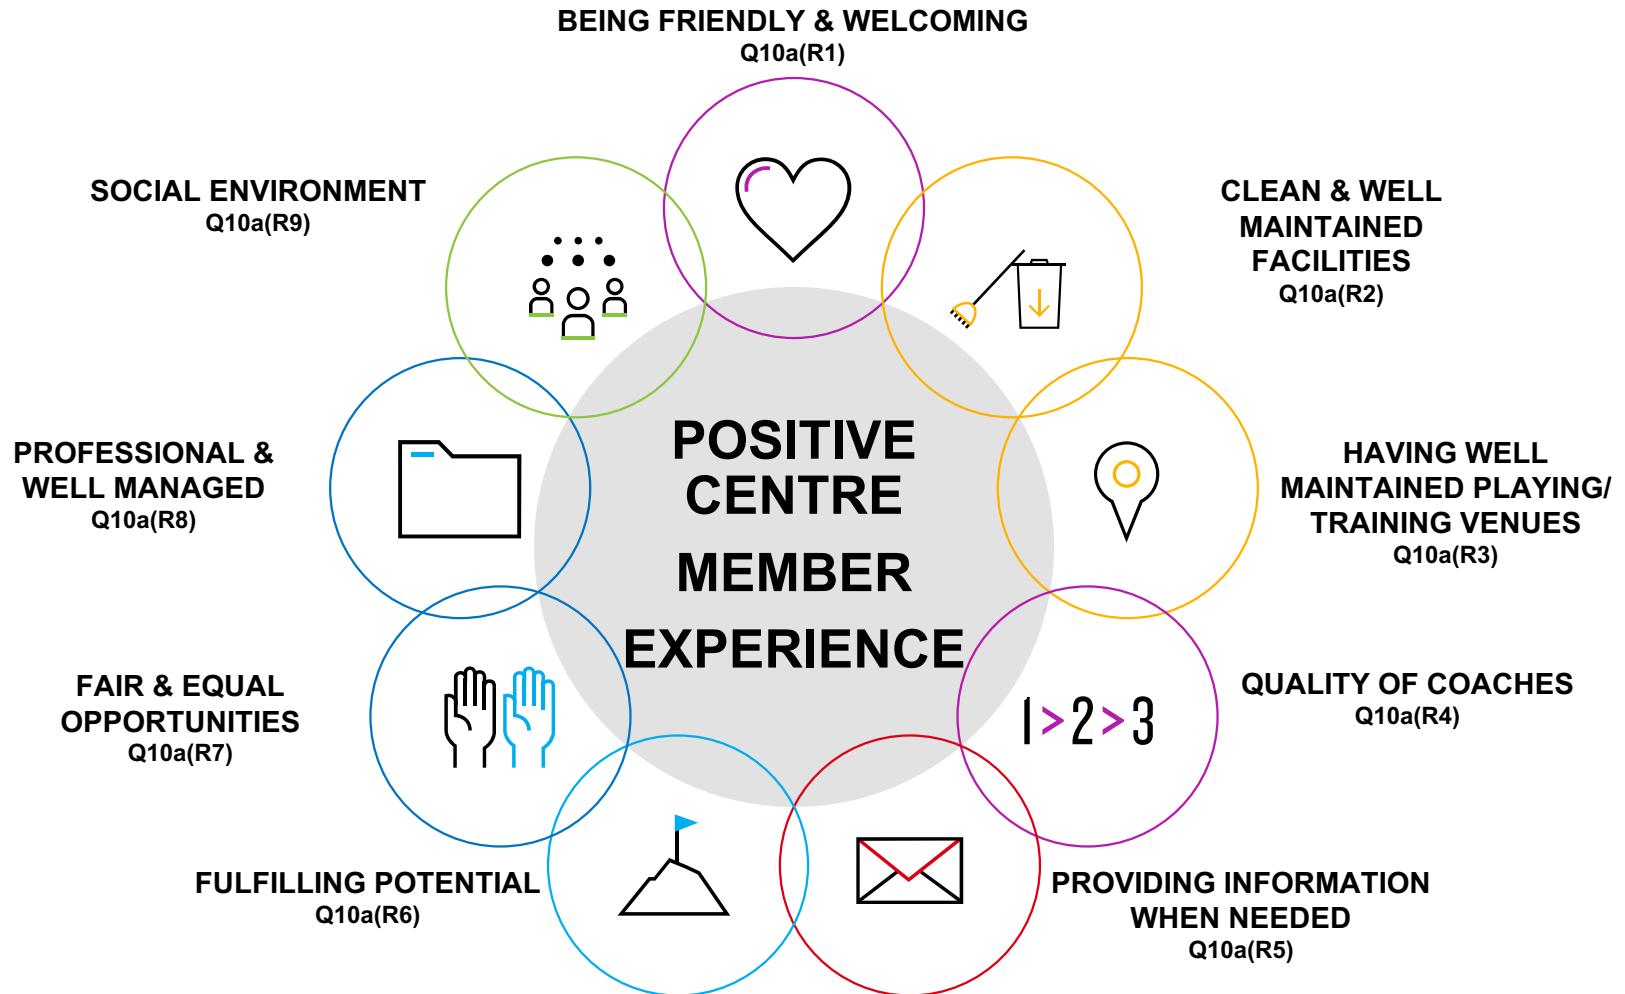 BEING FRIENDLY & WELCOMING
Q10a(R1)
CLEAN & WELL
MAINTAINED
FACILITIES
Q10a(R2)
HAVING WELL
MAINTAINED PLAYING/
TRAINING VENUES
Q10a(R3)
QUALITY OF COACHES
Q10a(R4)
1>2>3
PROVIDING INFORMATION
WHEN NEEDED
Q10a(R5)
FULFILLING POTENTIAL
Q10a(R6)
FAIR & EQUAL
OPPORTUNITIES
Q10a(R7)
PROFESSIONAL &
WELL MANAGED
Q10a(R8)
SOCIAL ENVIRONMENT
Q10a(R9)
POSITIVE
CENTRE
MEMBER
EXPERIENCE